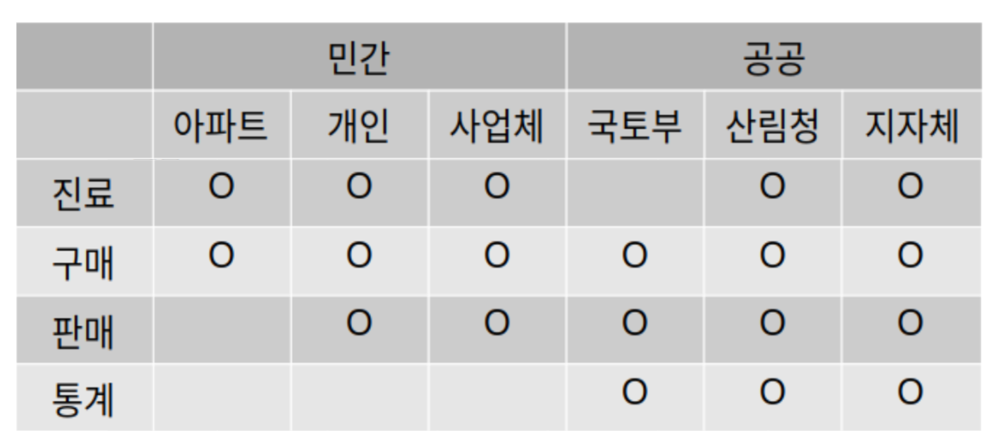 민간 공공
아파트 개인 사업체 국토부 산림청 지자체
진료 O O O O O
구매 O O O O O O
판매 O O O O O
통계 O O O